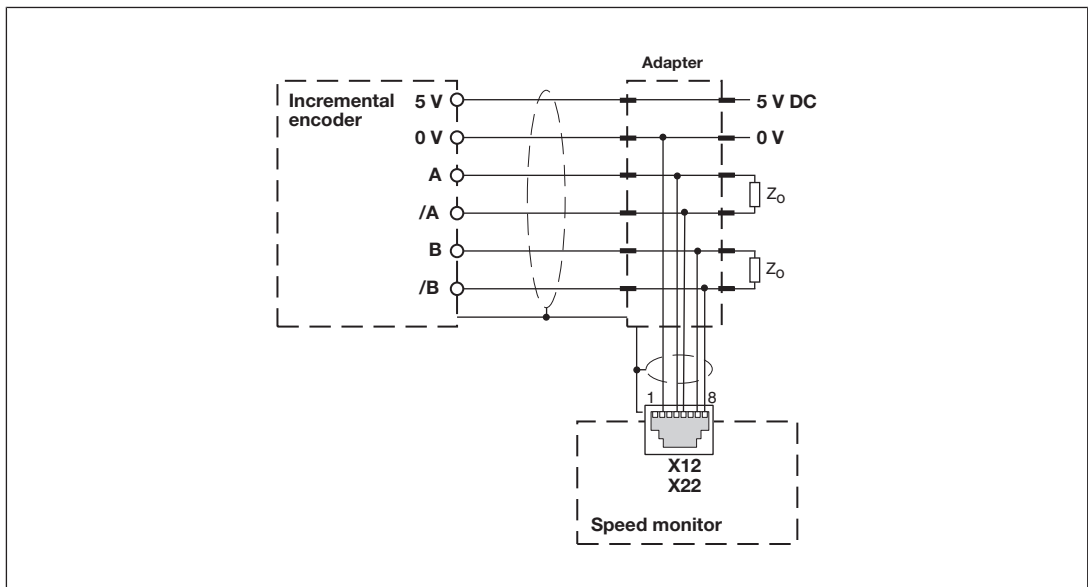 Adapter
Incremental
encoder
5 V
5 V DC
0 V
0 V
A
Z0
/A
B
Z0
/B
1
8
X12
X22
Speed monitor